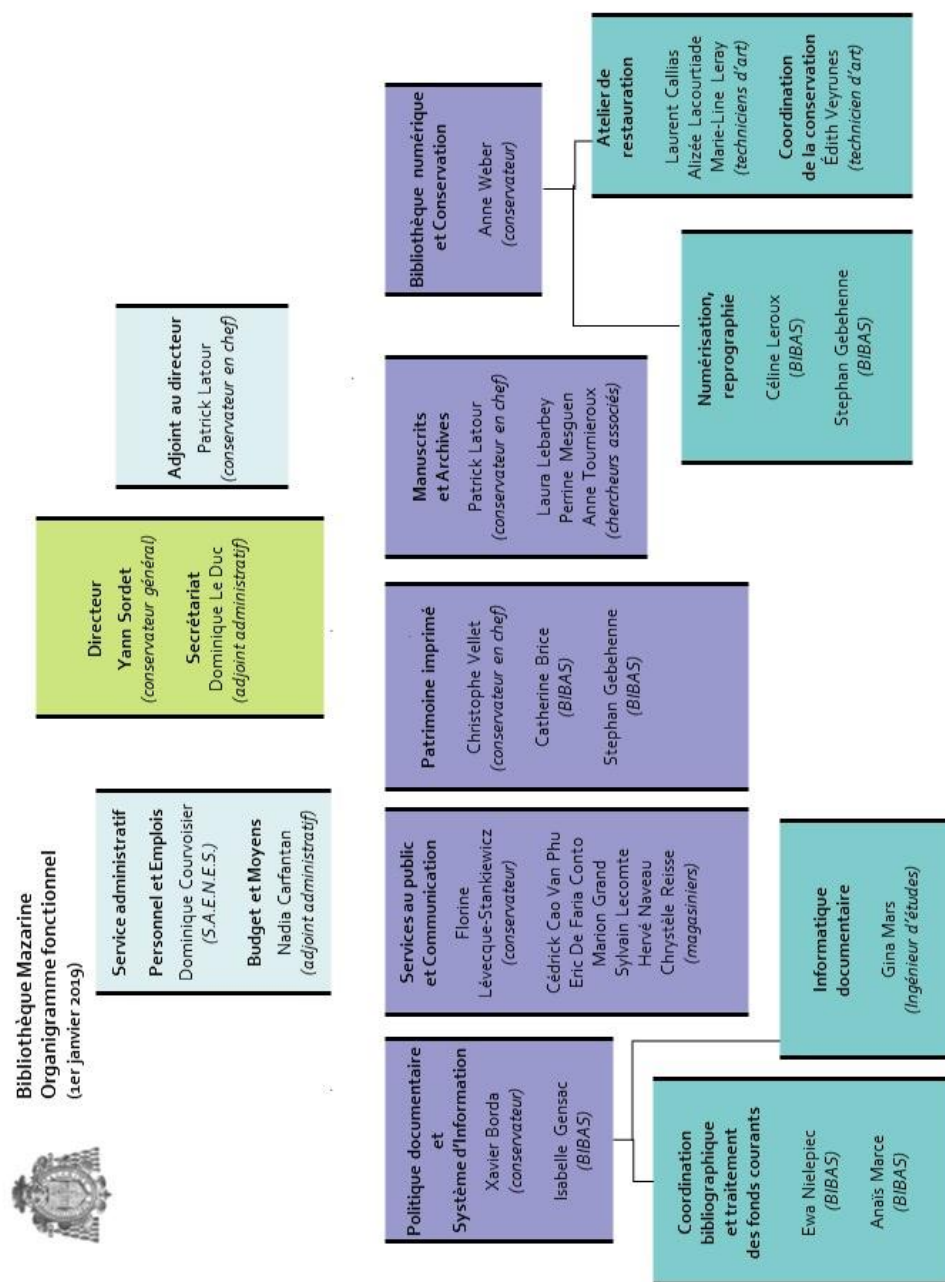 Bibliothèque Mazarine
Organigramme fonctionnel
(1er janvier 2019)
Directeur
Yann Sordet
(conservateur général)
Secrétariat
Dominique Le Duc
(adjoint administratif)
Service administratif
Personnel et Emplois
Dominique Courvoisier
(S.A.E.N.E.S.)
Budget et Moyens
Nadia Carfantan
(adjoint administratif)
Adjoint au directeur
Patrick Latour
(conservateur en chef)
Politique documentaire
et
Système d'Information
Xavier Borda
(conservateur)
Isabelle Gensac
(BIBAS)
Services au public
et Communication
Florine
Lévecque-Stankiewicz
(conservateur)
Cédrick Cao Van Phu
Eric De Faria Conto
Marion Grand
Sylvain Lecomte
Hervé Naveau
Chrystèle Reisse
(magasiniers)
Patrimoine imprimé
Christophe Vellet
(conservateur en chef)
Catherine Brice
(BIBAS)
Stephan Gebehenne
(BIBAS)
Manuscrits
et Archives
Patrick Latour
(conservateur en chef)
Laura Lebarbey
Perrine Mesguen
Anne Tournieroux
(chercheurs associés)
Bibliothèque numérique
et Conservation
Anne Weber
(conservateur)
Coordination
bibliographique
et traitement
des fonds courants
Ewa Nielepiec
(BIBAS)
Anaïs Marce
(BIBAS)
Informatique
documentaire
Gina Mars
(Ingénieur d'études)
Numérisation,
reprographie
Céline Leroux
(BIBAS)
Stephan Gebehenne
(BIBAS)
Atelier de
restauration
Laurent Callias
Alizée Lacourtiade
Marie-Line Leray
(techniciens d'art)
Coordination
de la conservation
Édith Veyrunes
(technicien d'art)